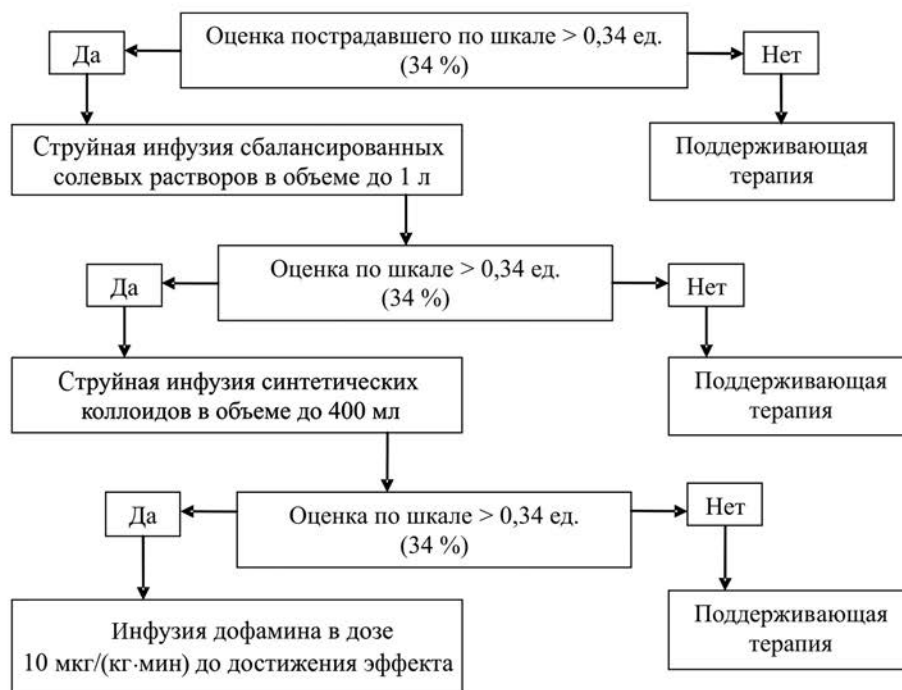 Оценка пострадавшего по шкале > 0,34 ед.
(34 %)
Да
Нет
Струйная инфузия сбалансированных
солевых растворов в объеме до 1 л
Поддерживающая
терапия
Оценка по шкале > 0,34 ед.
(34 %)
Да
Нет
Струйная инфузия синтетических
коллоидов в объеме до 400 мл
Поддерживающая
терапия
Оценка по шкале > 0,34 ед.
(34 %)
Да
Нет
Инфузия дофамина в дозе
10 мкг/(кг·мин) до достижения эффекта
Поддерживающая
терапия